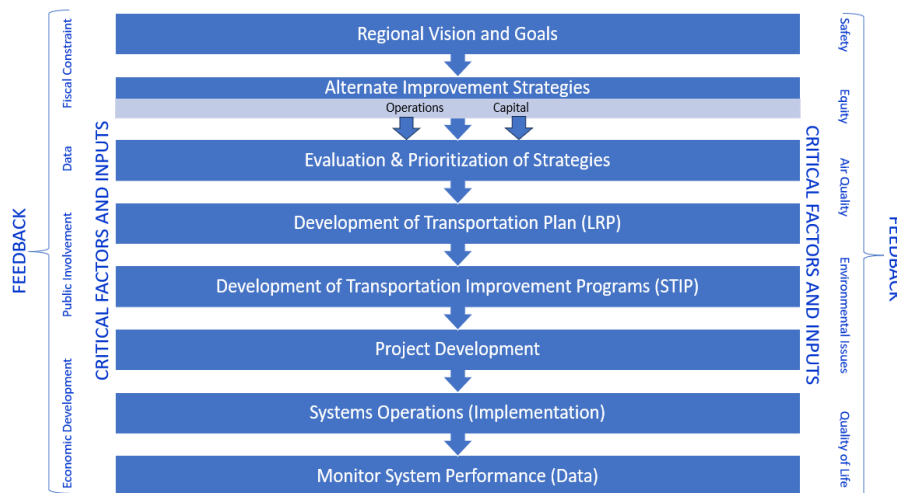 Regional Vision and Goals
Alternate Improvement Strategies
Operations
Capital
Evaluation & Prioritization of Strategies
Development of Transportation Plan (LRP)
Development of Transportation Improvement Programs (STIP)
Project Development
Systems Operations (Implementation)
Monitor System Performance (Data)
FEEDBACK
Fiscal Constraint
Data
Public Involvement
Economic Development
CRITICAL FACTORS AND INPUTS
CRITICAL FACTORS AND INPUTS
Safety
Equity
Air Quality
Environmental Issues
Quality of Life
FEEDBACK